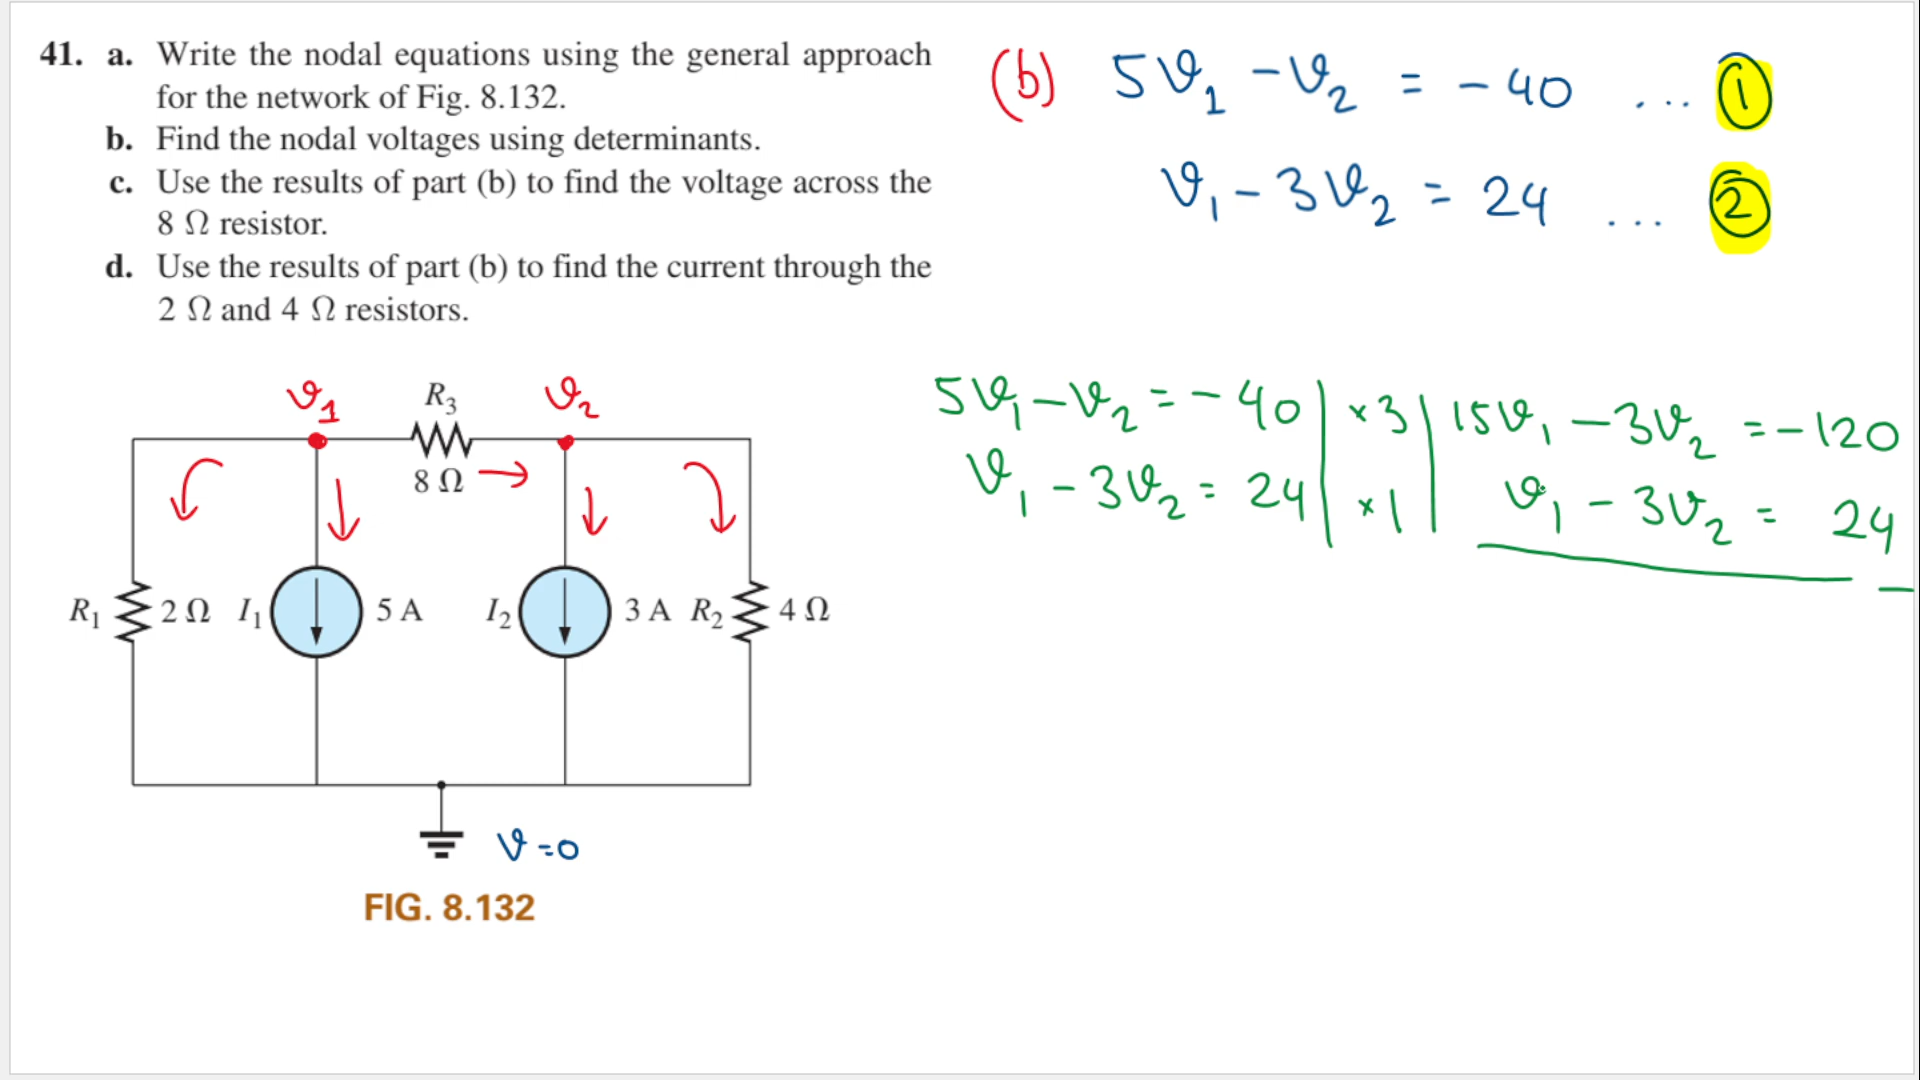 41. a. Write the nodal equations using the general approach
for the network of Fig. 8.132.
b. Find the nodal voltages using determinants.
c. Use the results of part (b) to find the voltage across the
8 Ω resistor.
d. Use the results of part (b) to find the current through the
2 Ω and 4 Ω resistors.
(b) 5v₁ - v₂ = - 40 ... ①
v₁ - 3v₂ = 24 ... ②
5v₁ - v₂ = - 40 | × 3 | 15v₁ - 3v₂ = - 120
v₁ - 3v₂ = 24 | × 1 | v₁ - 3v₂ = 24
v₁ R₃ v₂
8 Ω →
R₁ 2 Ω I₁ 5 A I₂ 3 A R₂ 4 Ω
v = 0
FIG. 8.132